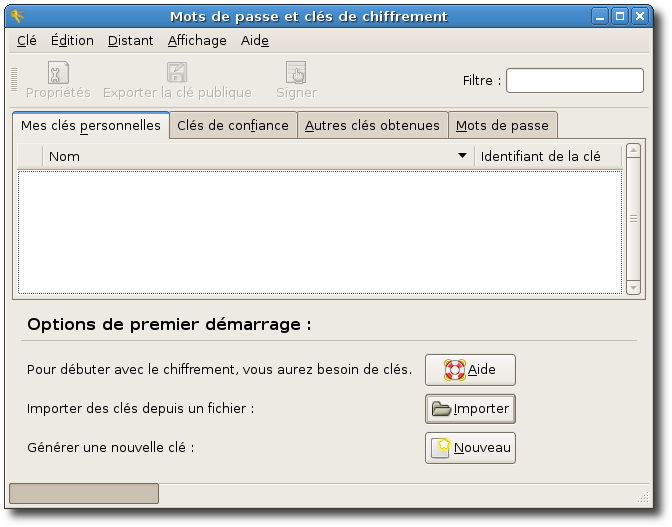 Mots de passe et clés de chiffrement
Clé Édition Distant Affichage Aide
Propriétés Exporter la clé publique Signer Filtre :
Mes clés personnelles Clés de confiance Autres clés obtenues Mots de passe
Nom Identifiant de la clé
Options de premier démarrage :
Pour débuter avec le chiffrement, vous aurez besoin de clés. Aide
Importer des clés depuis un fichier : Importer
Générer une nouvelle clé : Nouveau